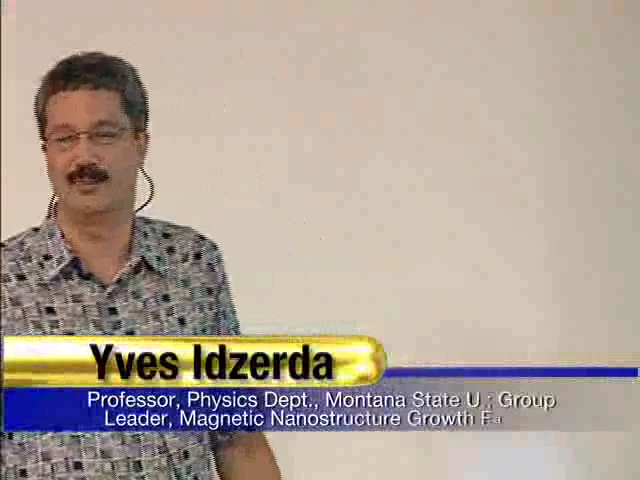 Yves Idzerda
Professor, Physics Dept., Montana State U ; Group
Leader, Magnetic Nanostructure Growth